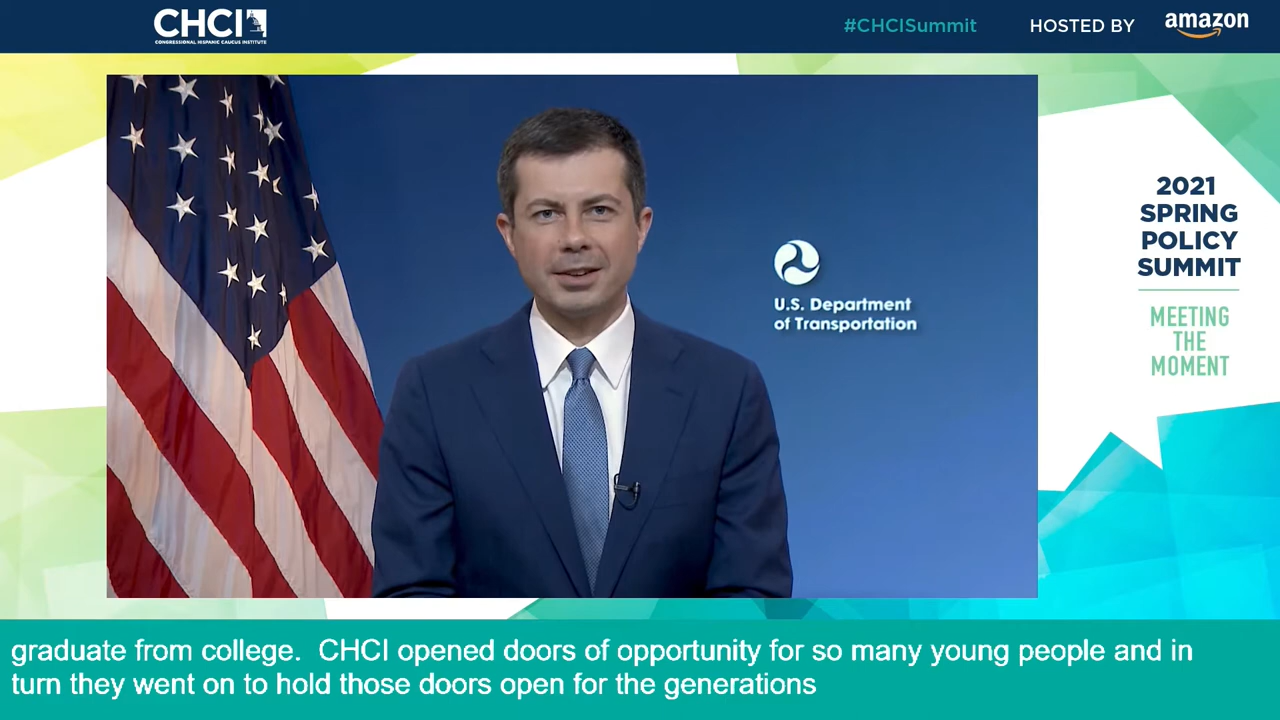 CHCI
CONGRESSIONAL HISPANIC CAUCUS INSTITUTE
#CHCISummit
HOSTED BY
amazon
2021
SPRING
POLICY
SUMMIT
MEETING
THE
MOMENT
U.S. Department
of Transportation
graduate from college.  CHCI opened doors of opportunity for so many young people and in
turn they went on to hold those doors open for the generations